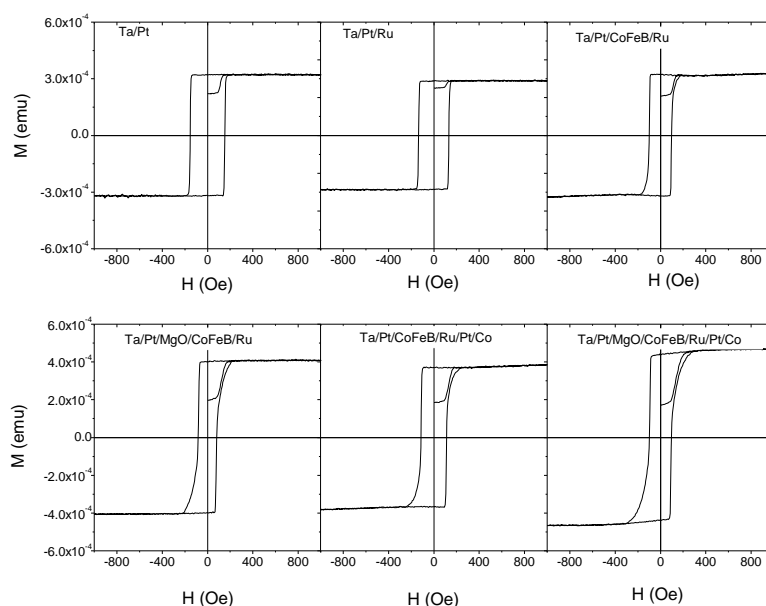 Ta/Pt
Ta/Pt/Ru
Ta/Pt/CoFeB/Ru
6.0x10⁻⁴
3.0x10⁻⁴
0.0
-3.0x10⁻⁴
-6.0x10⁻⁴
M (emu)
-800 -400 0 400 800
-800 -400 0 400 800
-800 -400 0 400 800
H (Oe)
H (Oe)
H (Oe)
Ta/Pt/MgO/CoFeB/Ru
Ta/Pt/CoFeB/Ru/Pt/Co
Ta/Pt/MgO/CoFeB/Ru/Pt/Co
6.0x10⁻⁴
4.0x10⁻⁴
2.0x10⁻⁴
0.0
-2.0x10⁻⁴
-4.0x10⁻⁴
-6.0x10⁻⁴
M (emu)
-800 -400 0 400 800
-800 -400 0 400 800
-800 -400 0 400 800
H (Oe)
H (Oe)
H (Oe)